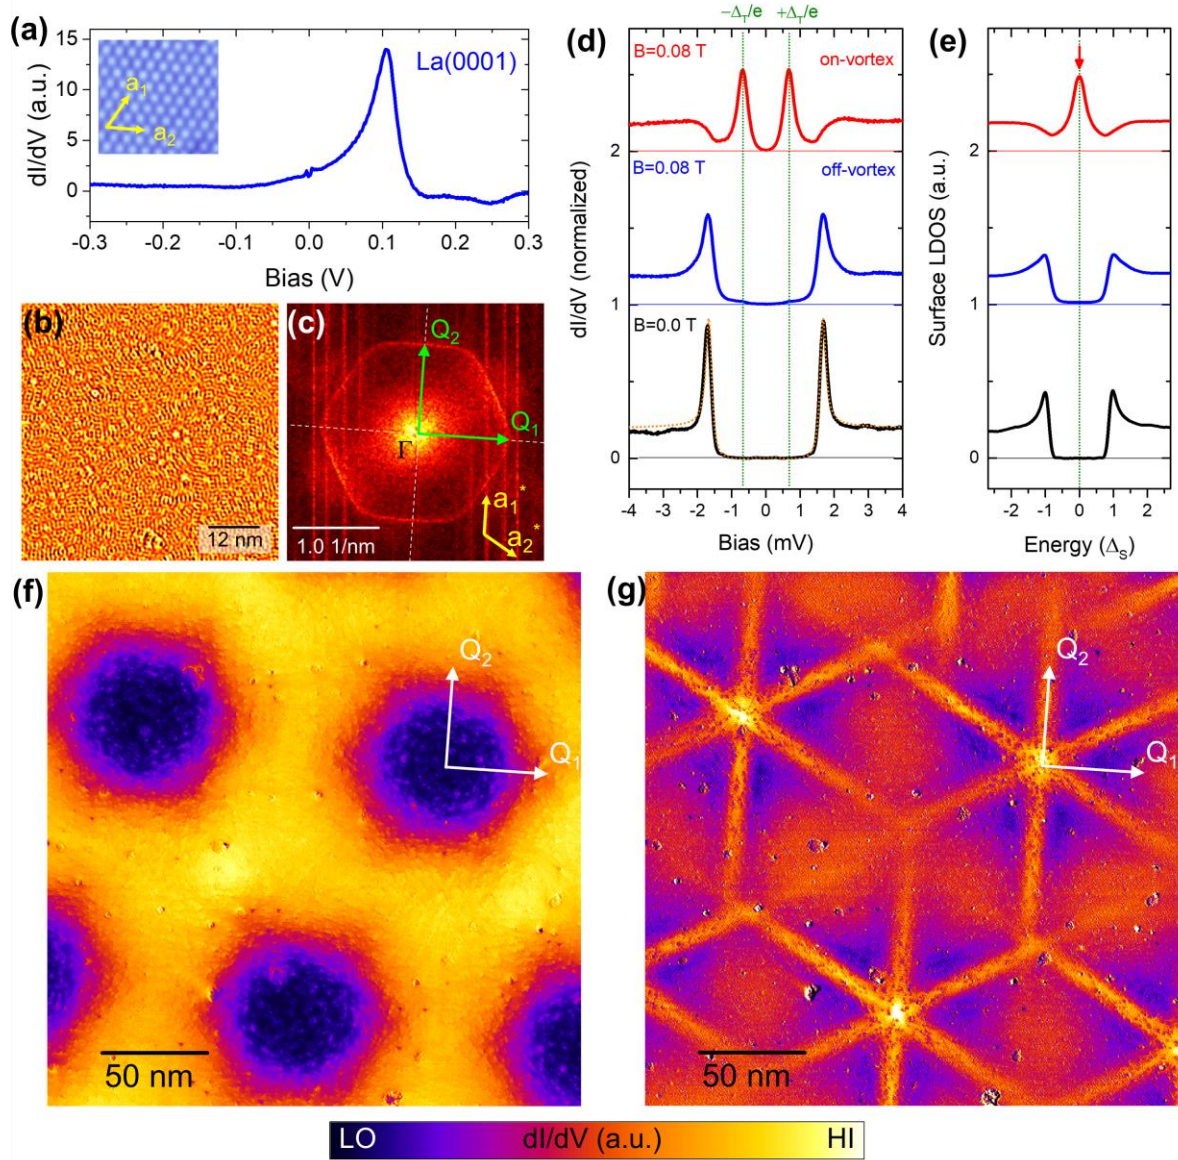 (a)
15
10
5
0
dI/dV (a.u.)
a₁
a₂
La(0001)
-0.3 -0.2 -0.1 0.0 0.1 0.2 0.3
Bias (V)
(b)
12 nm
(c)
Q₂
Q₁
Γ
a₁*
a₂*
1.0 1/nm
(d)
−Δ_T/e +Δ_T/e
B=0.08 T on-vortex
2
B=0.08 T off-vortex
1
B=0.0 T
0
dI/dV (normalized)
-4 -3 -2 -1 0 1 2 3 4
Bias (mV)
(e)
2
1
0
Surface LDOS (a.u.)
-2 -1 0 1 2
Energy (Δ_S)
(f)
Q₂
Q₁
50 nm
(g)
Q₂
Q₁
50 nm
LO dI/dV (a.u.) HI